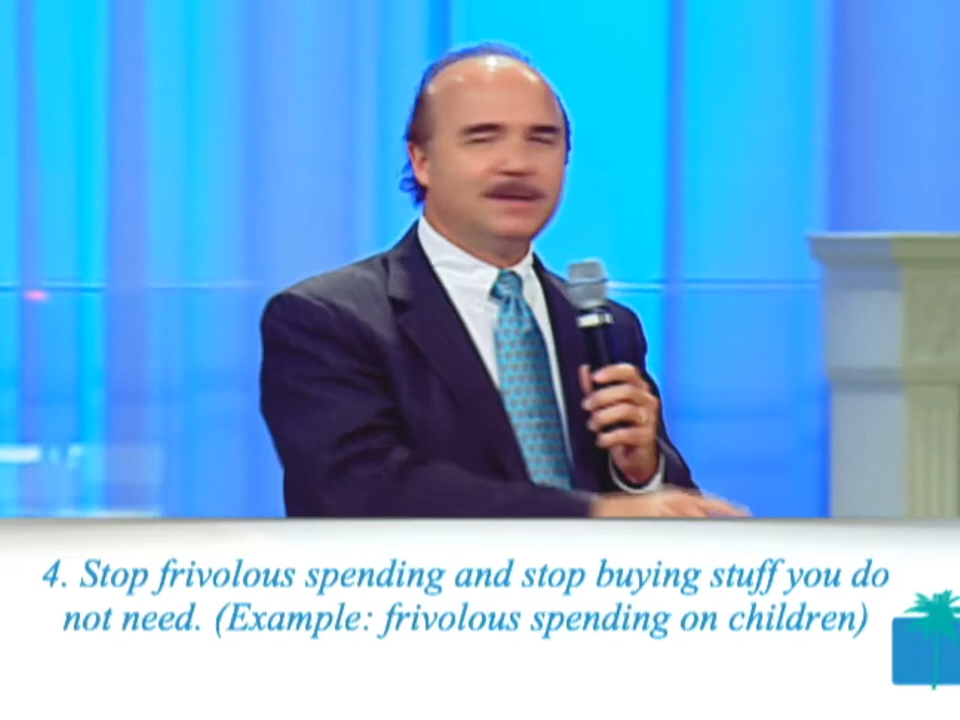 4. Stop frivolous spending and stop buying stuff you do
not need. (Example: frivolous spending on children)